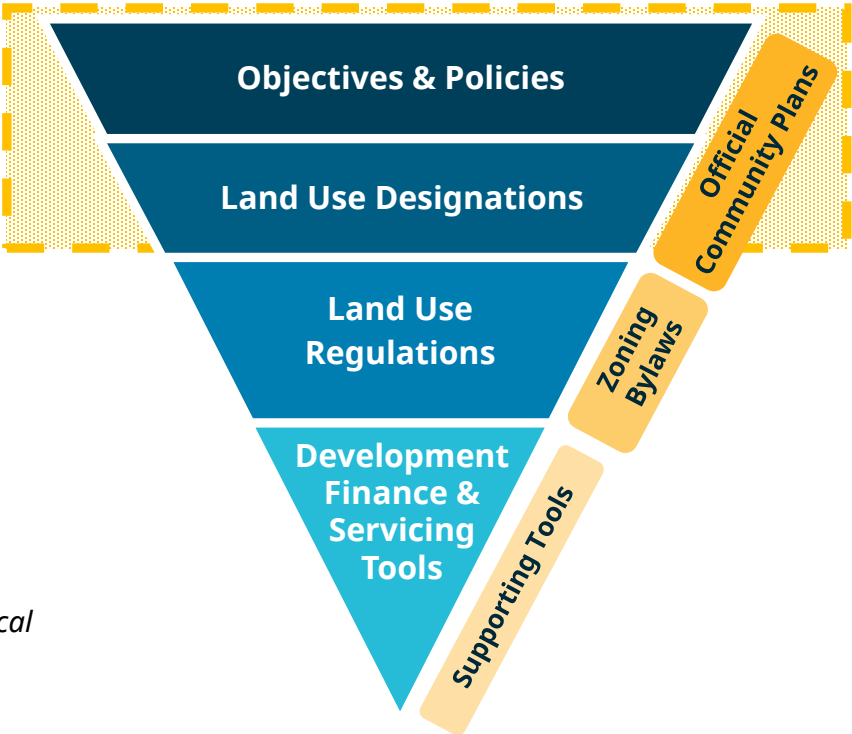 Objectives & Policies
Land Use Designations
Official
Community Plans
Land Use
Regulations
Zoning
Bylaws
Development
Finance &
Servicing
Tools
Supporting Tools
cal